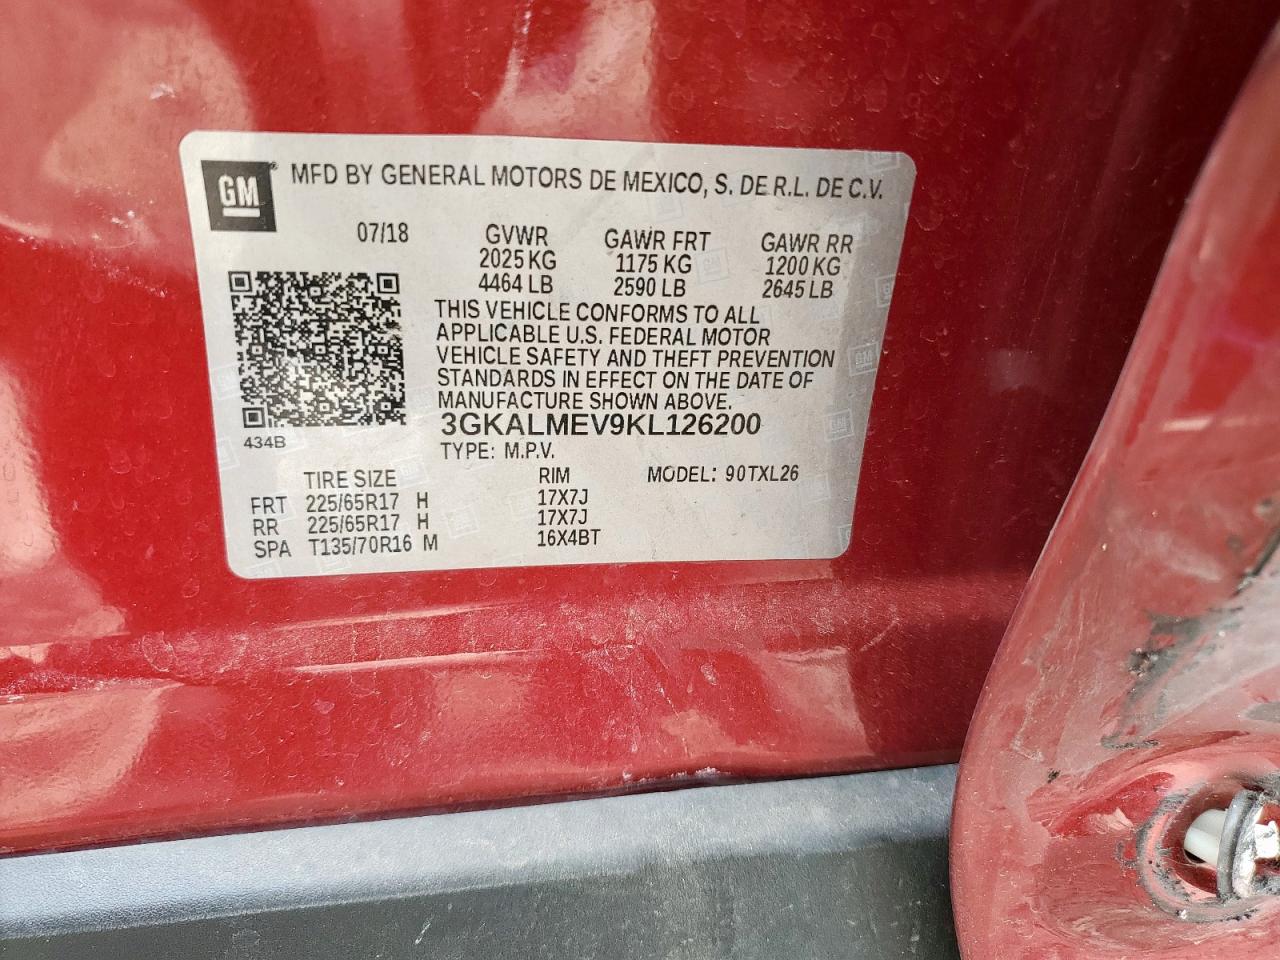 GM® MFD BY GENERAL MOTORS DE MEXICO, S. DE R.L. DE C.V.
07/18 GVWR GAWR FRT GAWR RR
2025 KG 1175 KG 1200 KG
4464 LB 2590 LB 2645 LB
THIS VEHICLE CONFORMS TO ALL
APPLICABLE U.S. FEDERAL MOTOR
VEHICLE SAFETY AND THEFT PREVENTION
STANDARDS IN EFFECT ON THE DATE OF
MANUFACTURE SHOWN ABOVE.
3GKALMEV9KL126200
434B
TYPE: M.P.V.
TIRE SIZE RIM MODEL: 90TXL26
FRT 225/65R17 H 17X7J
RR 225/65R17 H 17X7J
SPA T135/70R16 M 16X4BT